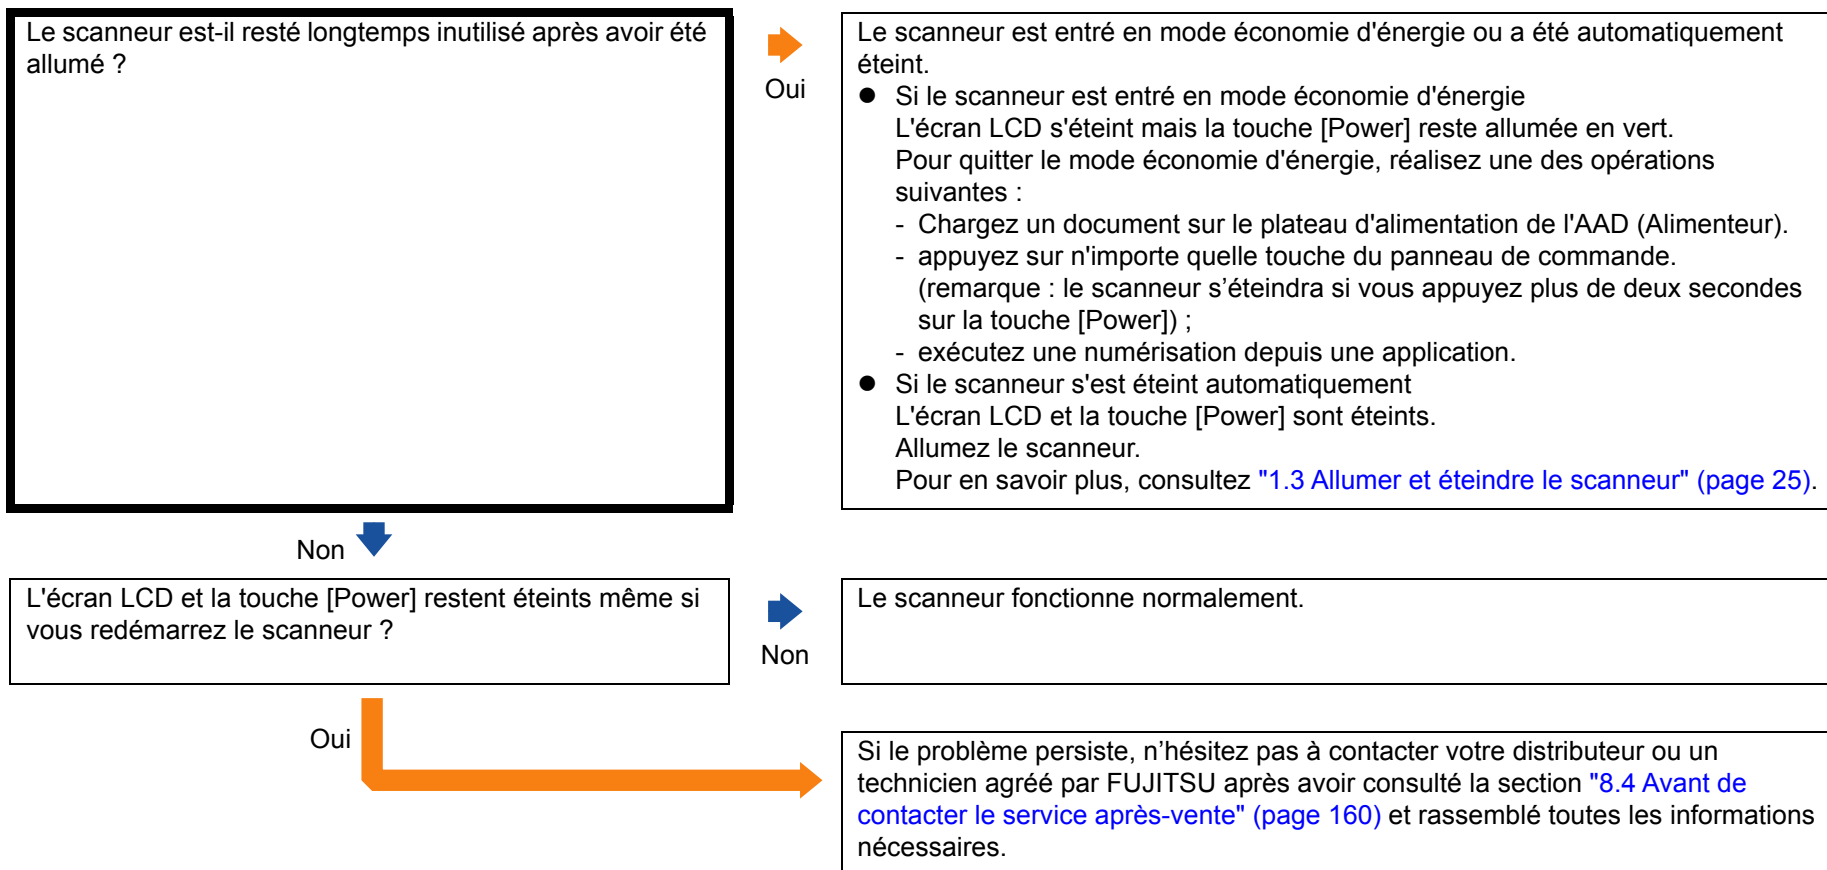 Le scanneur est-il resté longtemps inutilisé après avoir été
allumé ?
Oui
Le scanneur est entré en mode économie d'énergie ou a été automatiquement
éteint.
● Si le scanneur est entré en mode économie d'énergie
L'écran LCD s'éteint mais la touche [Power] reste allumée en vert.
Pour quitter le mode économie d'énergie, réalisez une des opérations
suivantes :
- Chargez un document sur le plateau d'alimentation de l'AAD (Alimenteur).
- appuyez sur n'importe quelle touche du panneau de commande.
(remarque : le scanneur s’éteindra si vous appuyez plus de deux secondes
sur la touche [Power]) ;
- exécutez une numérisation depuis une application.
● Si le scanneur s'est éteint automatiquement
L'écran LCD et la touche [Power] sont éteints.
Allumez le scanneur.
Pour en savoir plus, consultez "1.3 Allumer et éteindre le scanneur" (page 25).
Non
L'écran LCD et la touche [Power] restent éteints même si
vous redémarrez le scanneur ?
Non
Le scanneur fonctionne normalement.
Oui
Si le problème persiste, n’hésitez pas à contacter votre distributeur ou un
technicien agréé par FUJITSU après avoir consulté la section "8.4 Avant de
contacter le service après-vente" (page 160) et rassemblé toutes les informations
nécessaires.